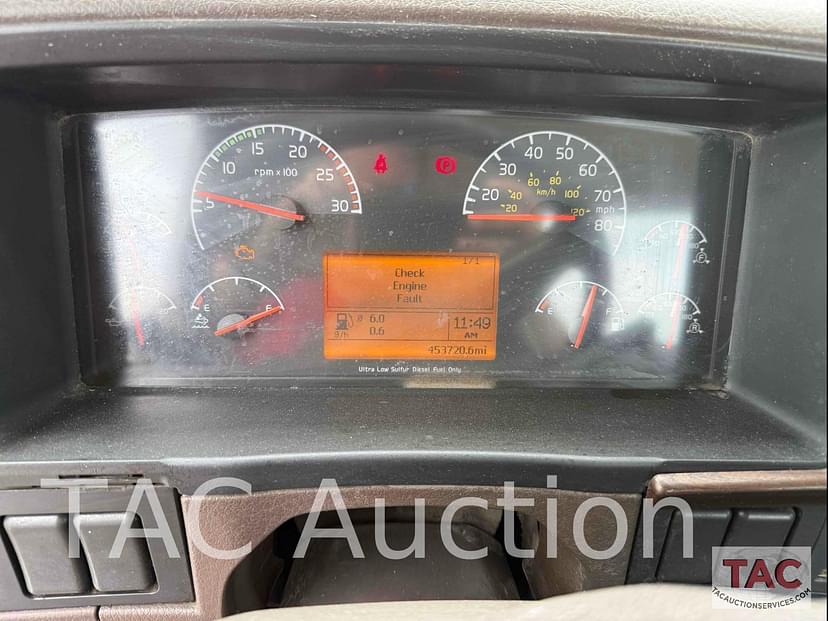 5 10 15 20 25 30
rpm x 100
20 30 40 50 60 70 80
mph
20 40 60 80 100 120
km/h
E F
E F
1/1
Check
Engine
Fault
ø 6.0
g/h 0.6
11:49
AM
453720.6mi
Ultra Low Sulfur Diesel Fuel Only
F
R
TAC Auction
TAC
TACAUCTIONSERVICES.COM